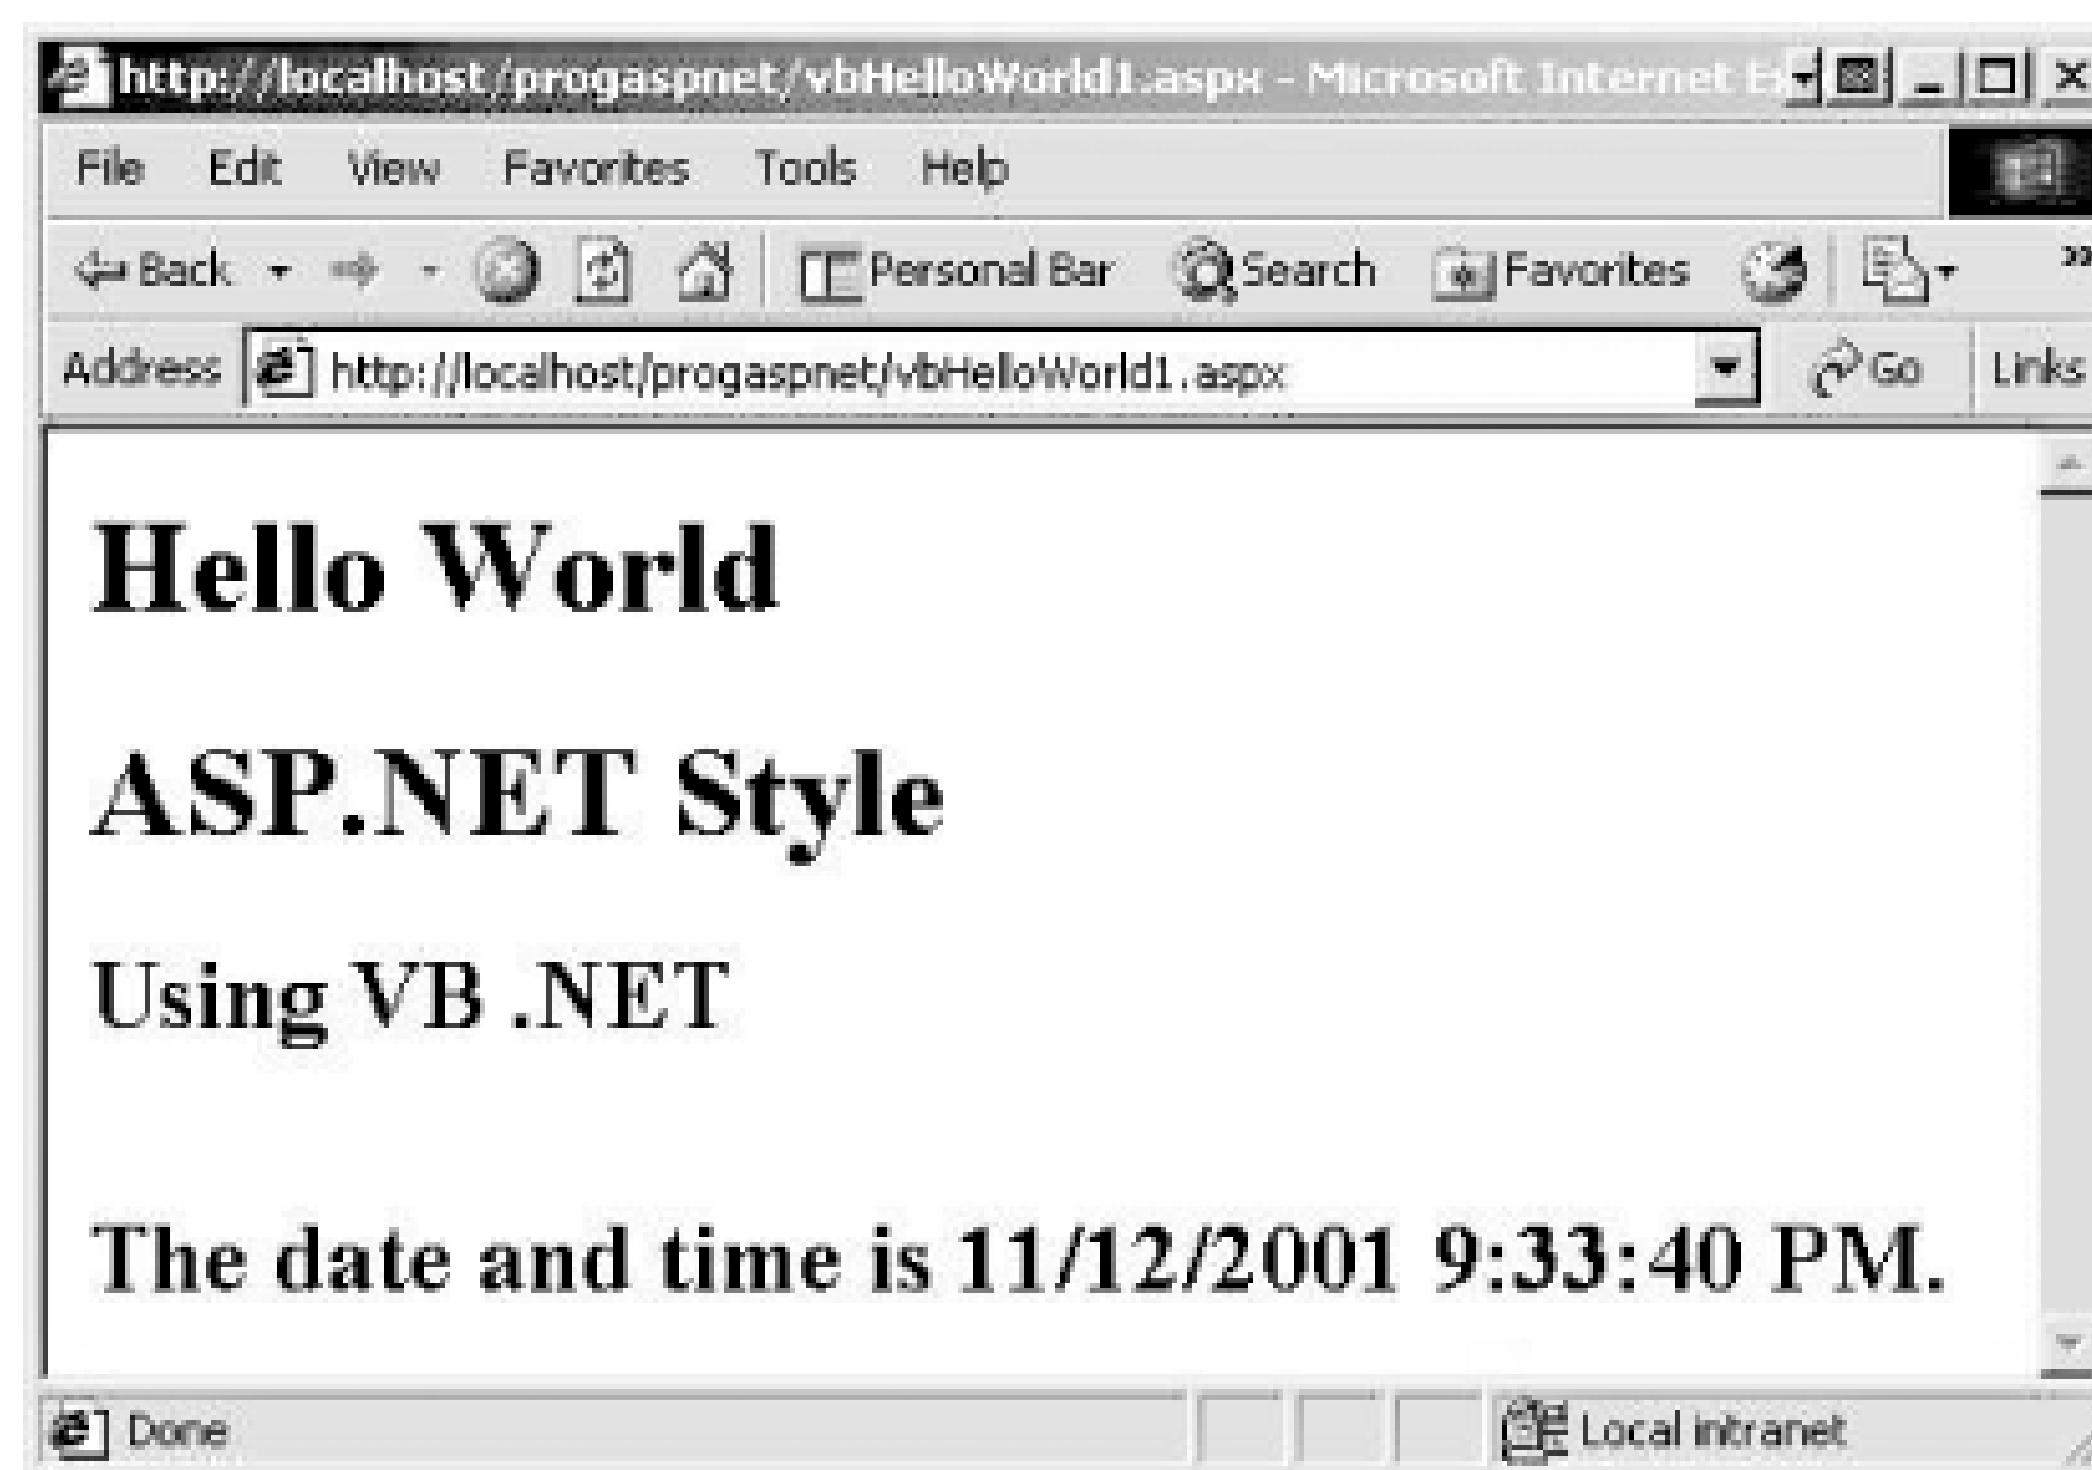 http://localhost/progaspnet/vbHelloWorld1.aspx - Microsoft Internet
File Edit View Favorites Tools Help
Back Personal Bar Search Favorites »
Address http://localhost/progaspnet/vbHelloWorld1.aspx Go Links
Hello World
ASP.NET Style
Using VB .NET
The date and time is 11/12/2001 9:33:40 PM.
Done Local intranet